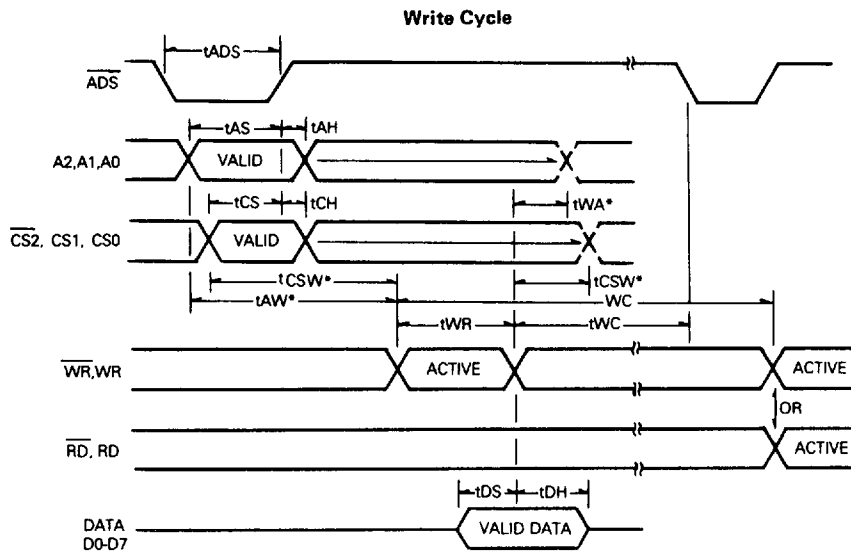 Write Cycle
tADS
ADS
tAS
tAH
A2,A1,A0
VALID
tCS
tCH
tWA*
CS2, CS1, CS0
VALID
tCSW*
tCSW*
tAW*
WC
tWR
tWC
WR,WR
ACTIVE
ACTIVE
OR
RD, RD
ACTIVE
tDS
tDH
DATA
D0-D7
VALID DATA